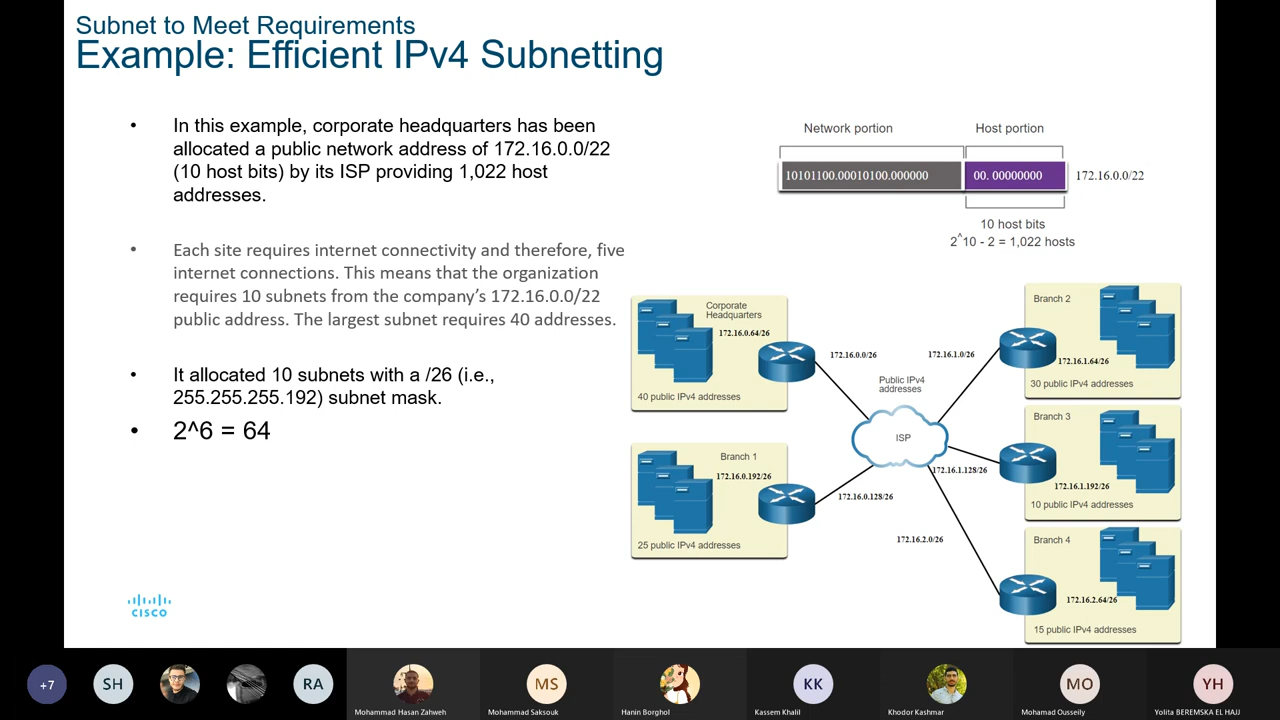 Subnet to Meet Requirements
Example: Efficient IPv4 Subnetting
• In this example, corporate headquarters has been
allocated a public network address of 172.16.0.0/22
(10 host bits) by its ISP providing 1,022 host
addresses.
• Each site requires internet connectivity and therefore, five
internet connections. This means that the organization
requires 10 subnets from the company's 172.16.0.0/22
public address. The largest subnet requires 40 addresses.
• It allocated 10 subnets with a /26 (i.e.,
255.255.255.192) subnet mask.
• 2^6 = 64
Network portion
Host portion
10101100.00010100.000000
00. 00000000
172.16.0.0/22
10 host bits
2^10 - 2 = 1,022 hosts
Corporate
Headquarters
172.16.0.64/26
40 public IPv4 addresses
172.16.0.0/26
Branch 1
172.16.0.192/26
25 public IPv4 addresses
172.16.0.128/26
Public IPv4
addresses
ISP
172.16.1.0/26
Branch 2
172.16.1.64/26
30 public IPv4 addresses
172.16.1.128/26
Branch 3
172.16.1.192/26
10 public IPv4 addresses
172.16.2.0/26
Branch 4
172.16.2.64/26
15 public IPv4 addresses
CISCO
+7
SH
RA
MS
KK
MO
YH
Mohammad Hasan Zahweh
Mohammad Saksouk
Hanin Borghol
Kassem Khalil
Khodor Kashmar
Mohamad Ousseily
Yolita BEREMSKA EL HAJJ